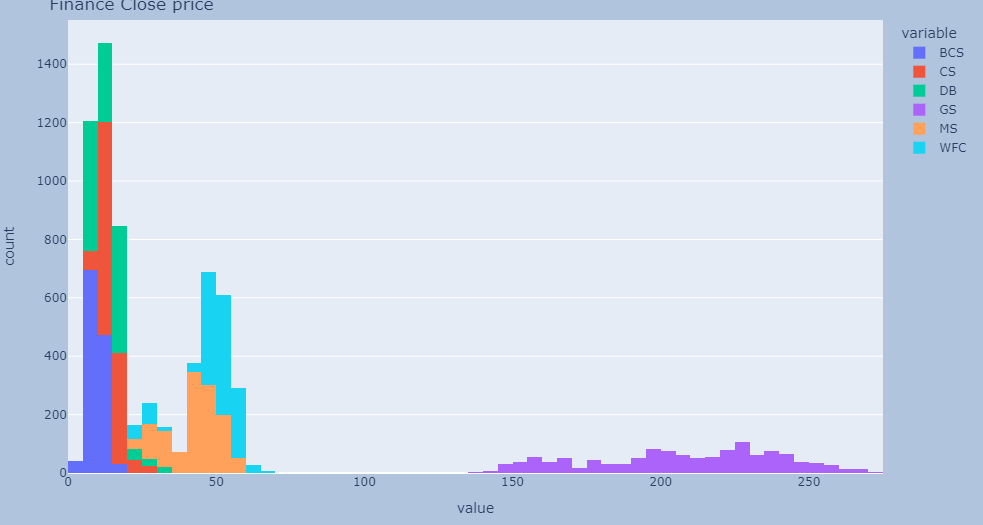 Finance Close price
variable
BCS
CS
DB
GS
MS
WFC
1400
1200
1000
800
600
400
200
0
count
0 50 100 150 200 250
value